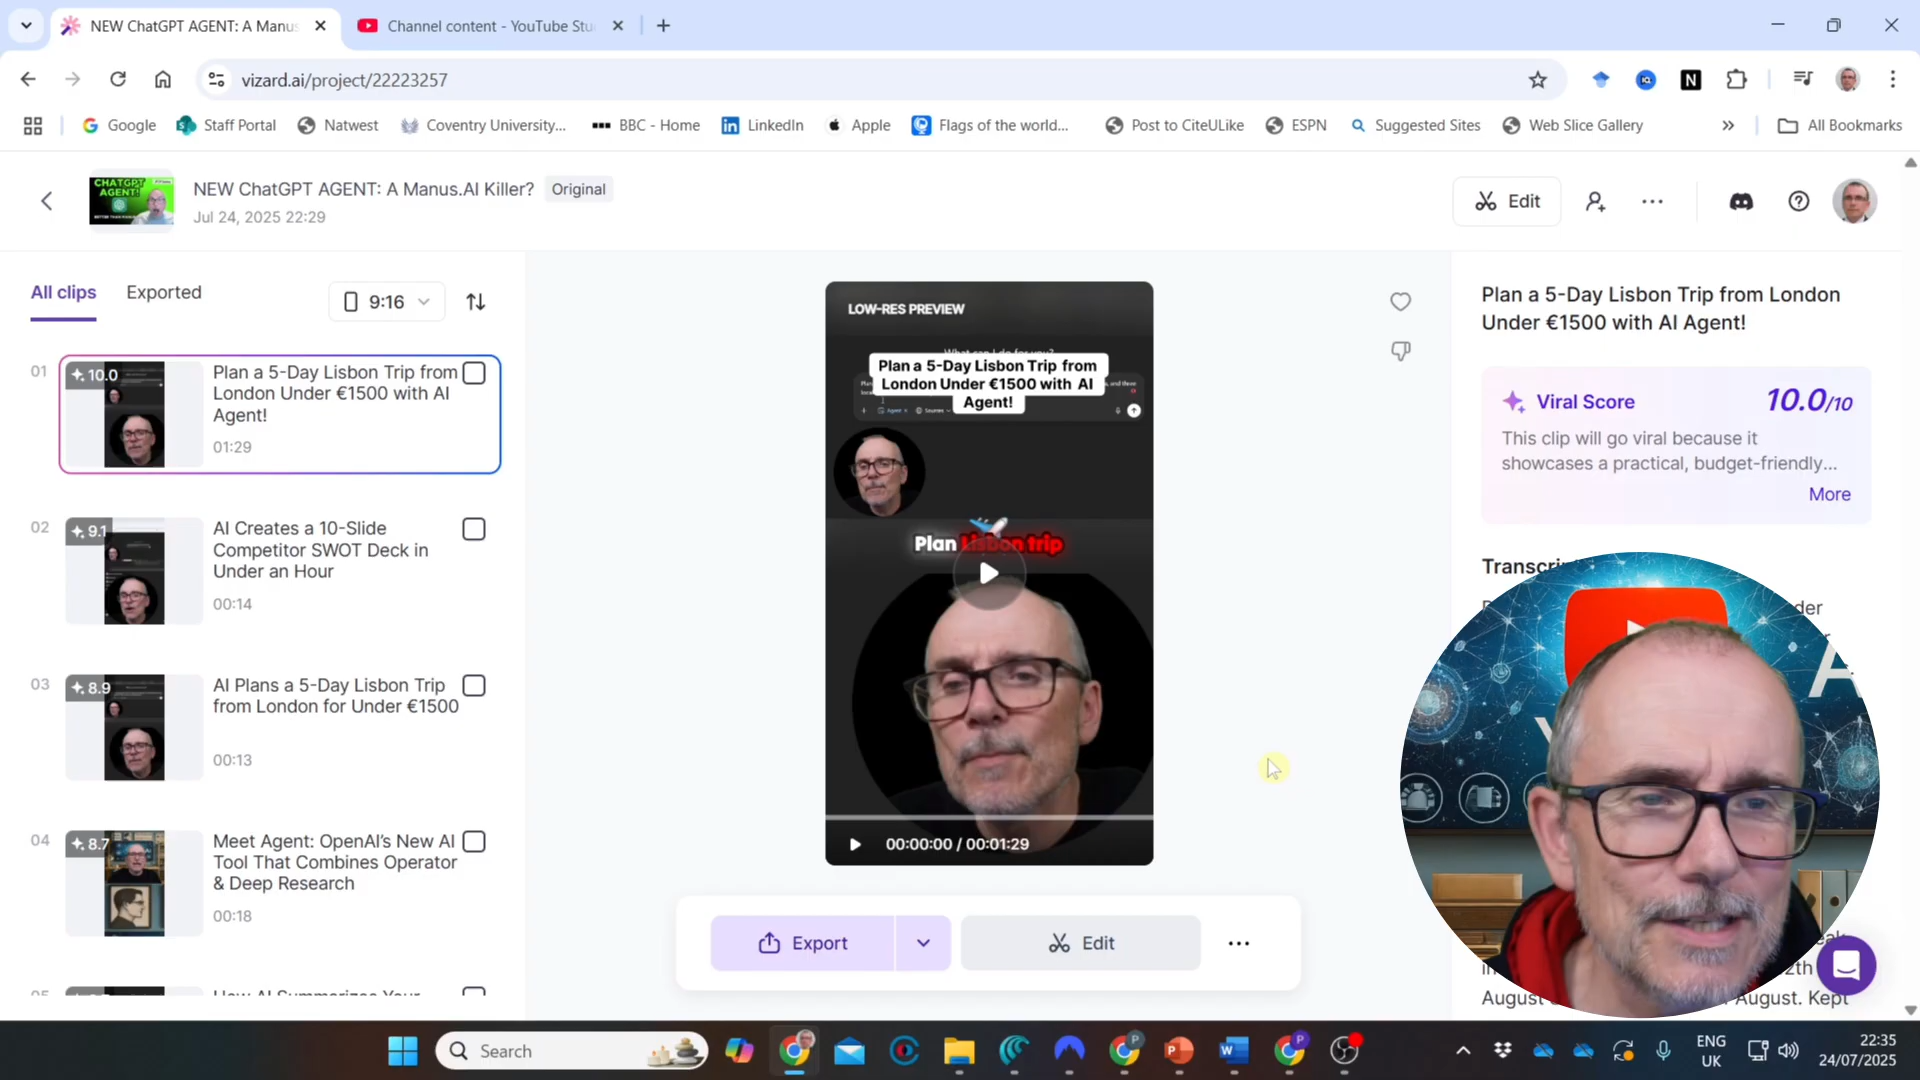 NEW ChatGPT AGENT: A Manus
Channel content - YouTube Stu
vizard.ai/project/22223257
Google
Staff Portal
Natwest
Coventry University...
BBC - Home
LinkedIn
Apple
Flags of the world...
Post to CiteULike
ESPN
Suggested Sites
Web Slice Gallery
All Bookmarks
CHATGPT
AGENT!
NEW ChatGPT AGENT: A Manus.AI Killer?
Original
Jul 24, 2025 22:29
Edit
All clips
Exported
9:16
01
10.0
Plan a 5-Day Lisbon Trip from
London Under €1500 with AI
Agent!
01:29
02
9.1
AI Creates a 10-Slide
Competitor SWOT Deck in
Under an Hour
00:14
03
8.9
AI Plans a 5-Day Lisbon Trip
from London for Under €1500
00:13
04
8.7
Meet Agent: OpenAI's New AI
Tool That Combines Operator
& Deep Research
00:18
LOW-RES PREVIEW
Plan a 5-Day Lisbon Trip from
London Under €1500 with AI
Agent!
Agent
Sources
Plan Lisbon trip
00:00:00 / 00:01:29
Export
Edit
Plan a 5-Day Lisbon Trip from London
Under €1500 with AI Agent!
Viral Score
10.0/10
This clip will go viral because it
showcases a practical, budget-friendly...
More
August
August. Kept
Search
ENG
UK
22:35
24/07/2025